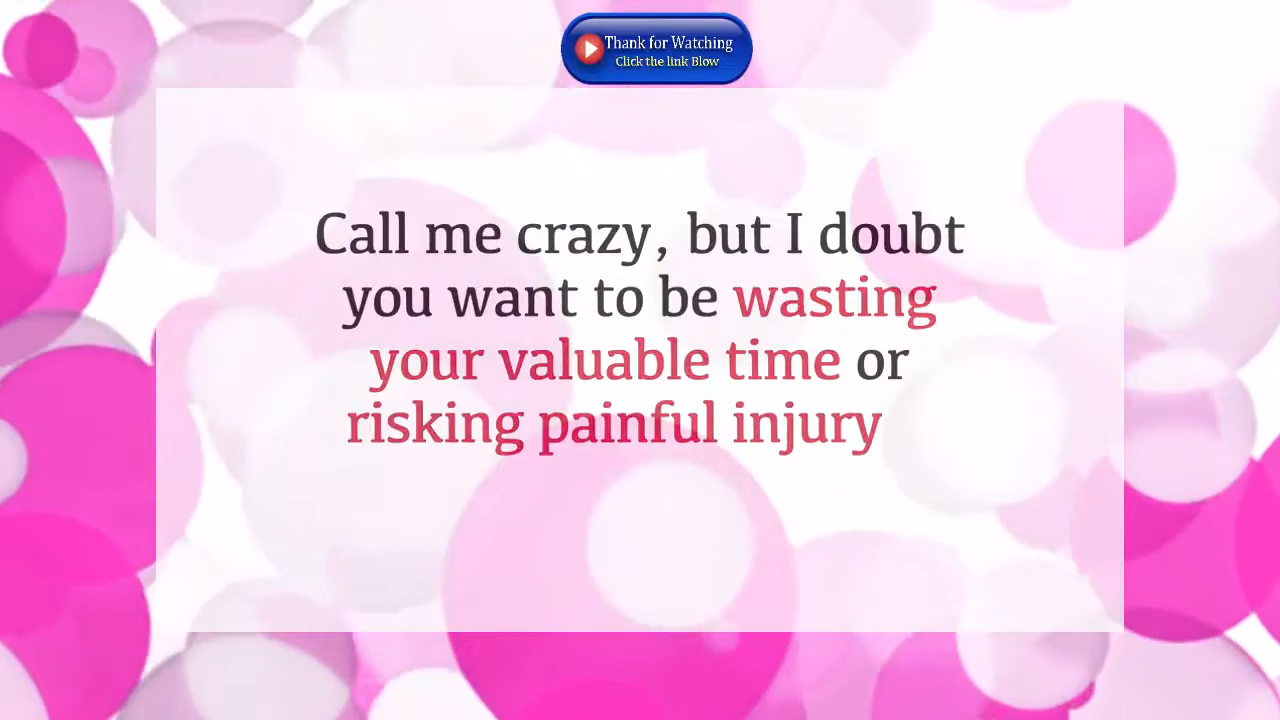 Thank for Watching
Click the link Blow
Call me crazy, but I doubt
you want to be wasting
your valuable time or
risking painful injury